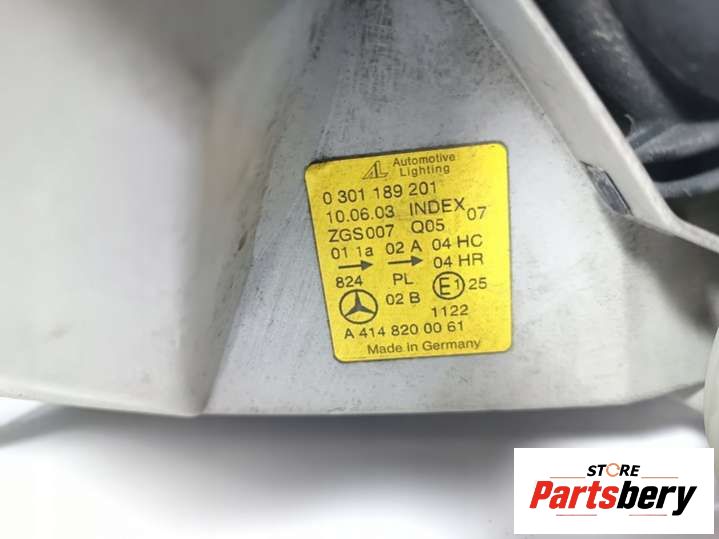 AL Automotive
Lighting
0 301 189 201
10.06.03 INDEX 07
ZGS007 Q05
01 1a 02 A 04 HC
→ → 04 HR
824 PL E1 25
02 B
1122
A 414 820 00 61
Made in Germany
STORE
Partsbery